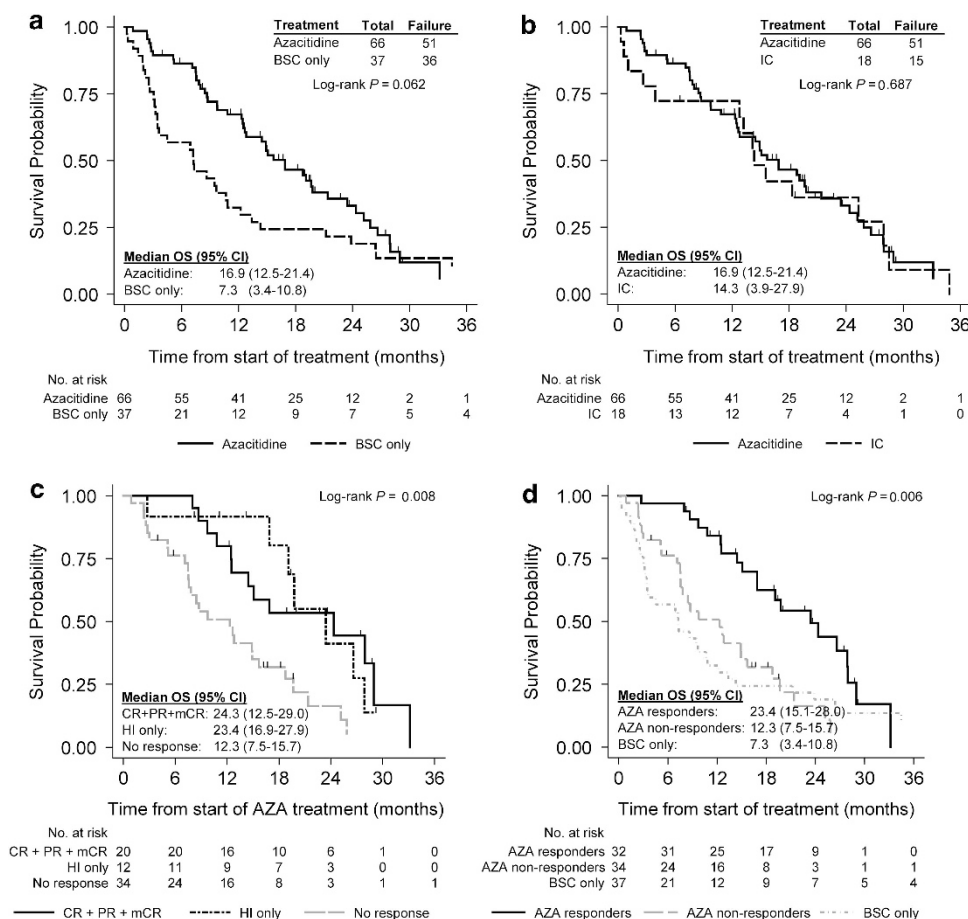 a
Treatment Total Failure
Azacitidine 66 51
BSC only 37 36
Log-rank P = 0.062
1.00
0.75
0.50
0.25
0.00
Survival Probability
Median OS (95% CI)
Azacitidine: 16.9 (12.5-21.4)
BSC only: 7.3 (3.4-10.8)
0 6 12 18 24 30 36
Time from start of treatment (months)
No. at risk
Azacitidine 66 55 41 25 12 2 1
BSC only 37 21 12 9 7 5 4
Azacitidine BSC only
b
Treatment Total Failure
Azacitidine 66 51
IC 18 15
Log-rank P = 0.687
1.00
0.75
0.50
0.25
0.00
Survival Probability
Median OS (95% CI)
Azacitidine: 16.9 (12.5-21.4)
IC: 14.3 (3.9-27.9)
0 6 12 18 24 30 36
Time from start of treatment (months)
No. at risk
Azacitidine 66 55 41 25 12 2 1
IC 18 13 12 7 4 1 0
Azacitidine IC
c
Log-rank P = 0.008
1.00
0.75
0.50
0.25
0.00
Survival Probability
Median OS (95% CI)
CR+PR+mCR: 24.3 (12.5-29.0)
HI only: 23.4 (16.9-27.9)
No response: 12.3 (7.5-15.7)
0 6 12 18 24 30 36
Time from start of AZA treatment (months)
No. at risk
CR + PR + mCR 20 20 16 10 6 1 0
HI only 12 11 9 7 3 0 0
No response 34 24 16 8 3 1 1
CR + PR + mCR HI only No response
d
Log-rank P = 0.006
1.00
0.75
0.50
0.25
0.00
Survival Probability
Median OS (95% CI)
AZA responders: 23.4 (15.1-28.0)
AZA non-responders: 12.3 (7.5-15.7)
BSC only: 7.3 (3.4-10.8)
0 6 12 18 24 30 36
Time from start of treatment (months)
No. at risk
AZA responders 32 31 25 17 9 1 0
AZA non-responders 34 24 16 8 3 1 1
BSC only 37 21 12 9 7 5 4
AZA responders AZA non-responders BSC only